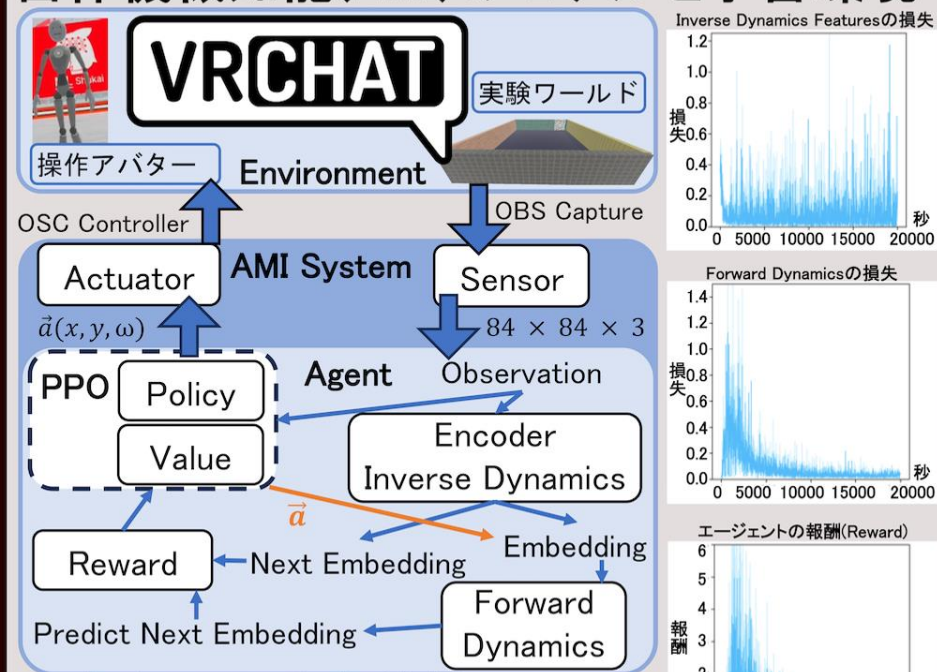 VRCHAT
実験ワールド
操作アバター
Environment
OSC Controller
OBS Capture
Actuator
AMI System
Sensor
a(x, y, ω)
84 × 84 × 3
PPO
Policy
Value
Agent
Observation
Encoder
Inverse Dynamics
a
Reward
Next Embedding
Embedding
Predict Next Embedding
Forward
Dynamics
Inverse Dynamics Featuresの損失
損失
1.2
1.0
0.8
0.6
0.4
0.2
0.0
0 5000 10000 15000 20000
秒
Forward Dynamicsの損失
損失
1.4
1.2
1.0
0.8
0.6
0.4
0.2
0.0
0 5000 10000 15000 20000
秒
エージェントの報酬(Reward)
報酬
6
5
4
3